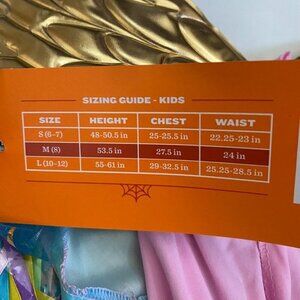 SIZING GUIDE - KIDS
SIZE HEIGHT CHEST WAIST
S (6-7) 48-50.5 in 25-25.5 in 22.25-23 in
M (8) 53.5 in 27.5 in 24 in
L (10-12) 55-61 in 29-32.5 in 25.25-28.5 in